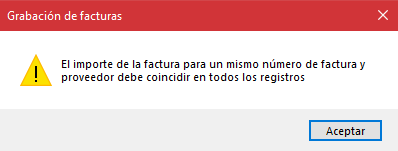 Grabación de facturas
El importe de la factura para un mismo número de factura y
proveedor debe coincidir en todos los registros
Aceptar